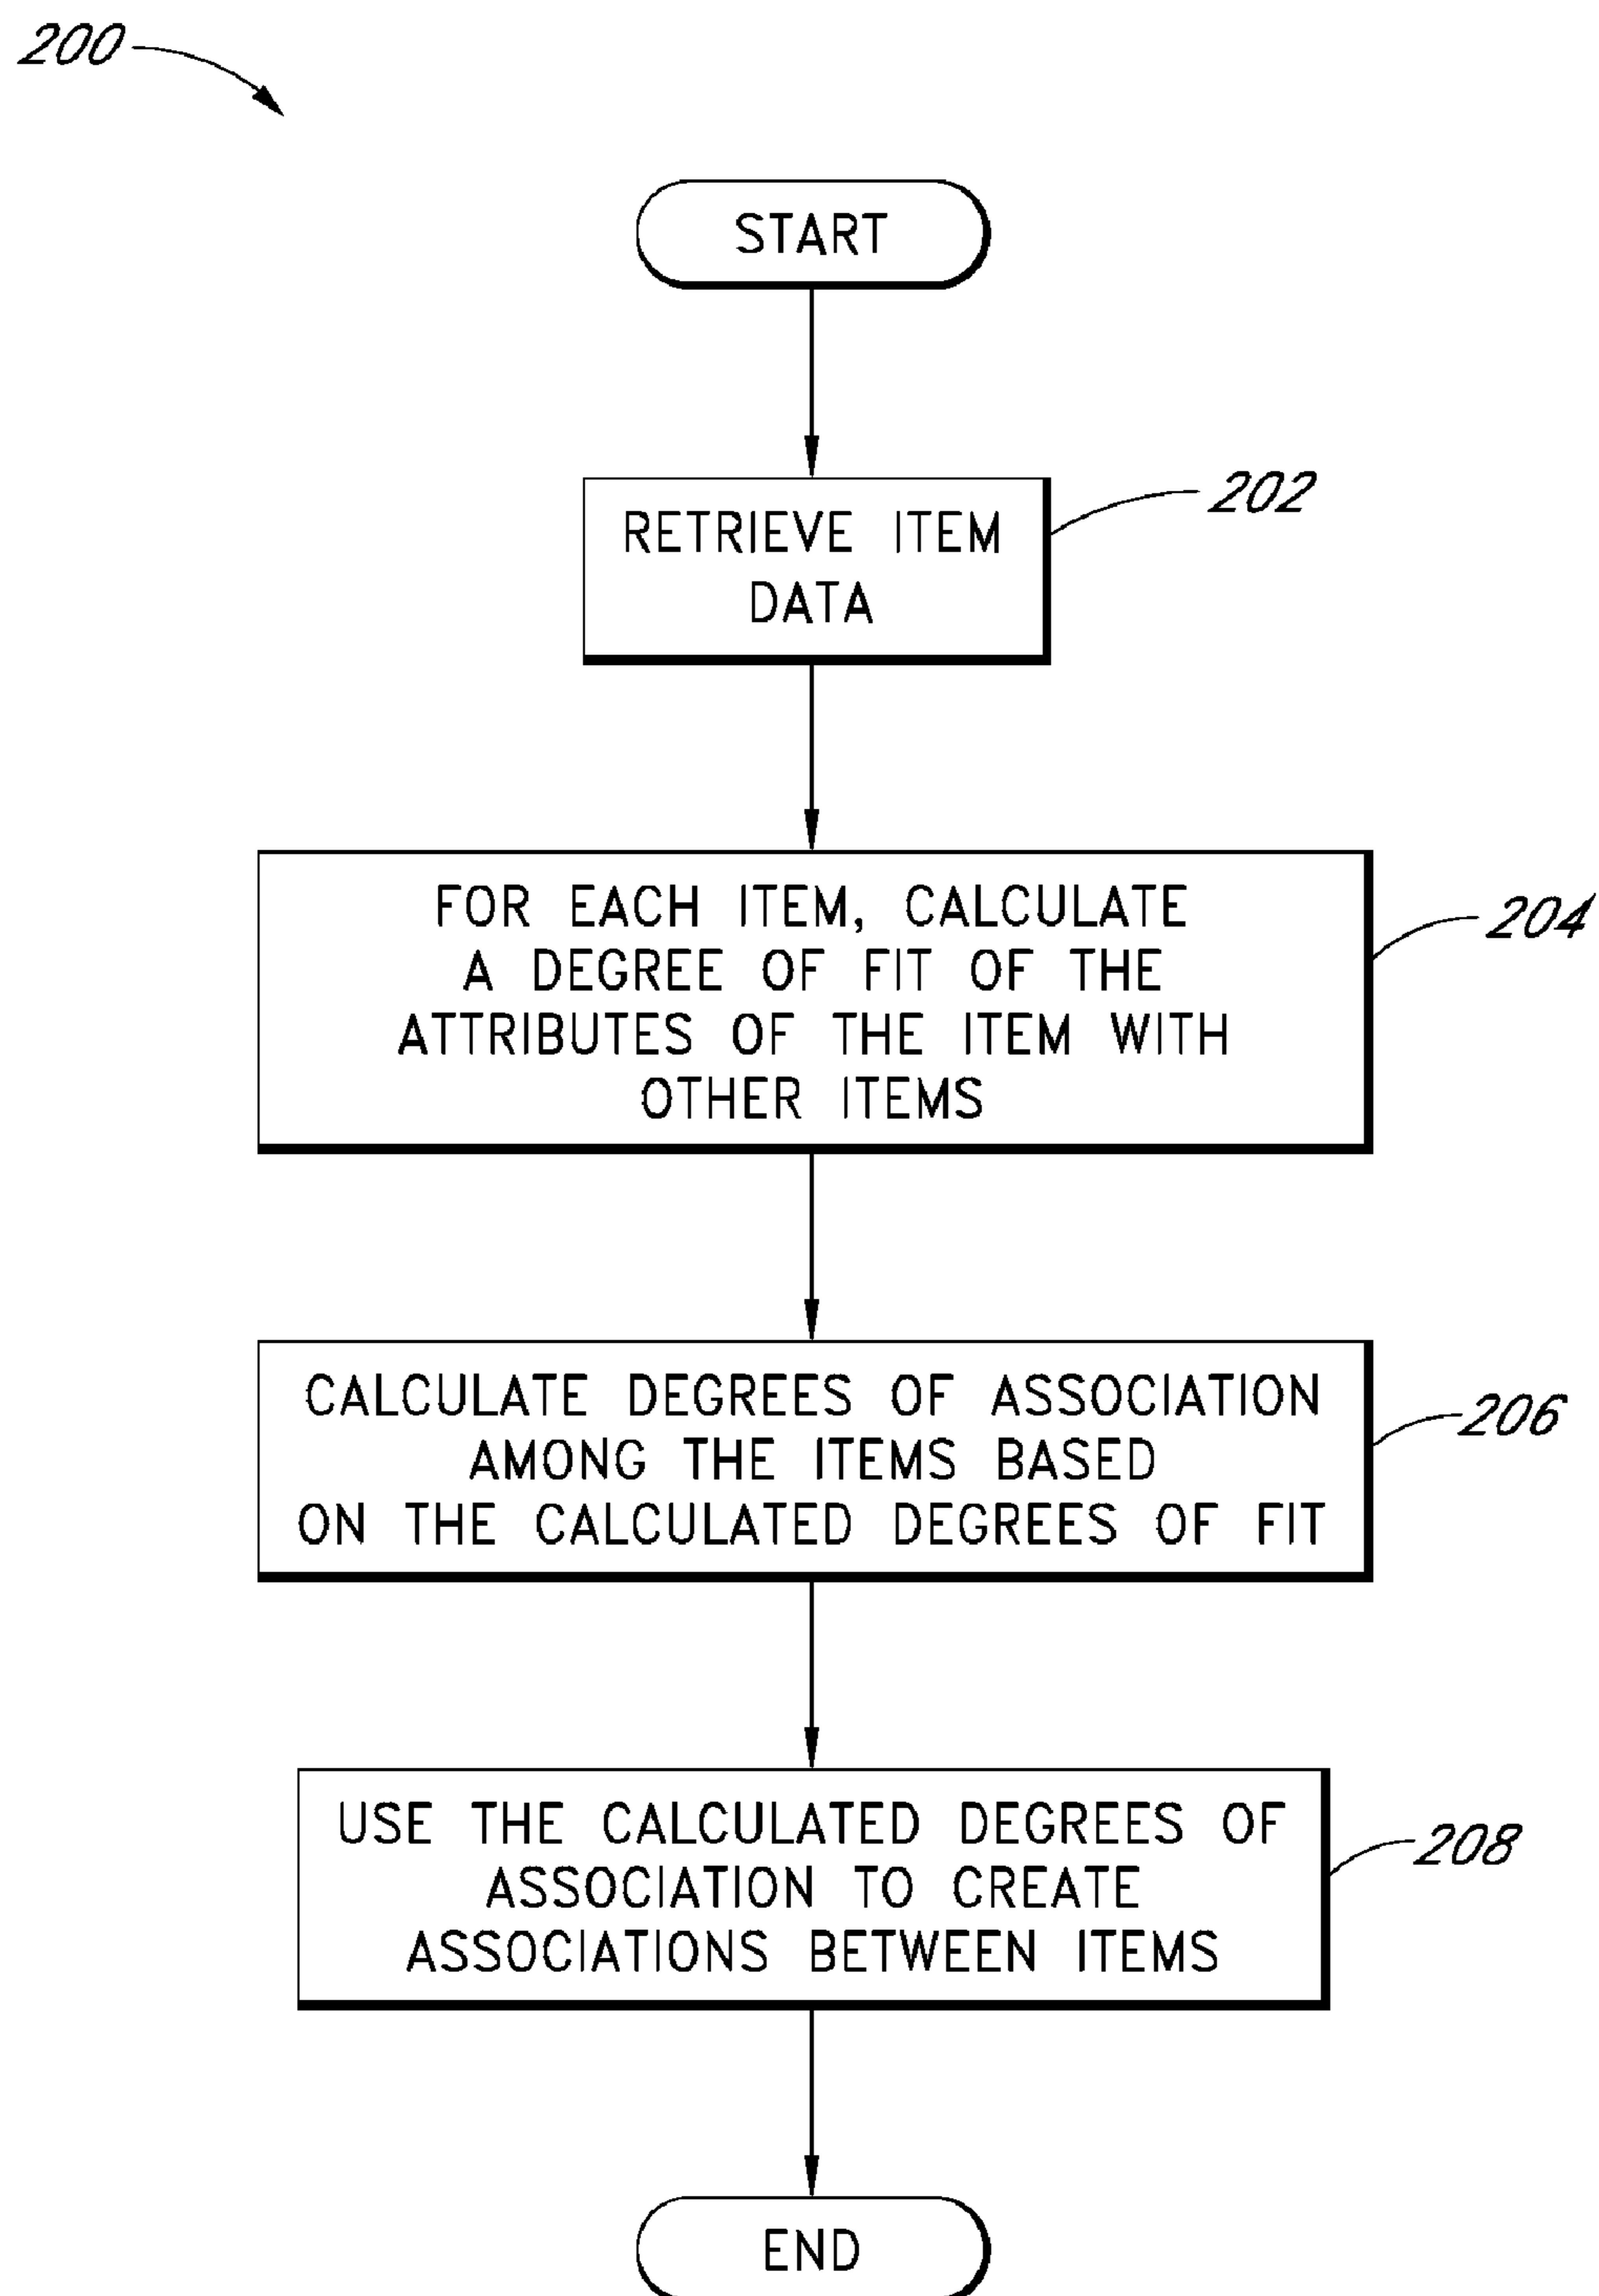 200
START
RETRIEVE ITEM
DATA
202
FOR EACH ITEM, CALCULATE
A DEGREE OF FIT OF THE
ATTRIBUTES OF THE ITEM WITH
OTHER ITEMS
204
CALCULATE DEGREES OF ASSOCIATION
AMONG THE ITEMS BASED
ON THE CALCULATED DEGREES OF FIT
206
USE THE CALCULATED DEGREES OF
ASSOCIATION TO CREATE
ASSOCIATIONS BETWEEN ITEMS
208
END